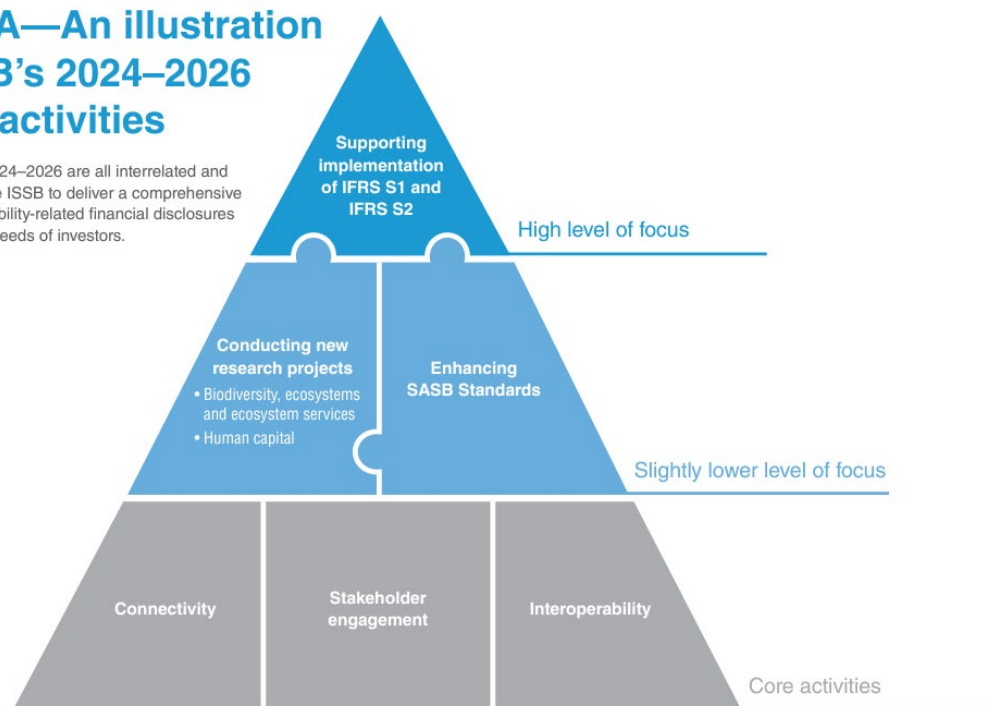 A—An illustration
B's 2024–2026
activities
24–2026 are all interrelated and
e ISSB to deliver a comprehensive
bility-related financial disclosures
eeds of investors.
Supporting
implementation
of IFRS S1 and
IFRS S2
High level of focus
Conducting new
research projects
• Biodiversity, ecosystems
and ecosystem services
• Human capital
Enhancing
SASB Standards
Slightly lower level of focus
Connectivity
Stakeholder
engagement
Interoperability
Core activities